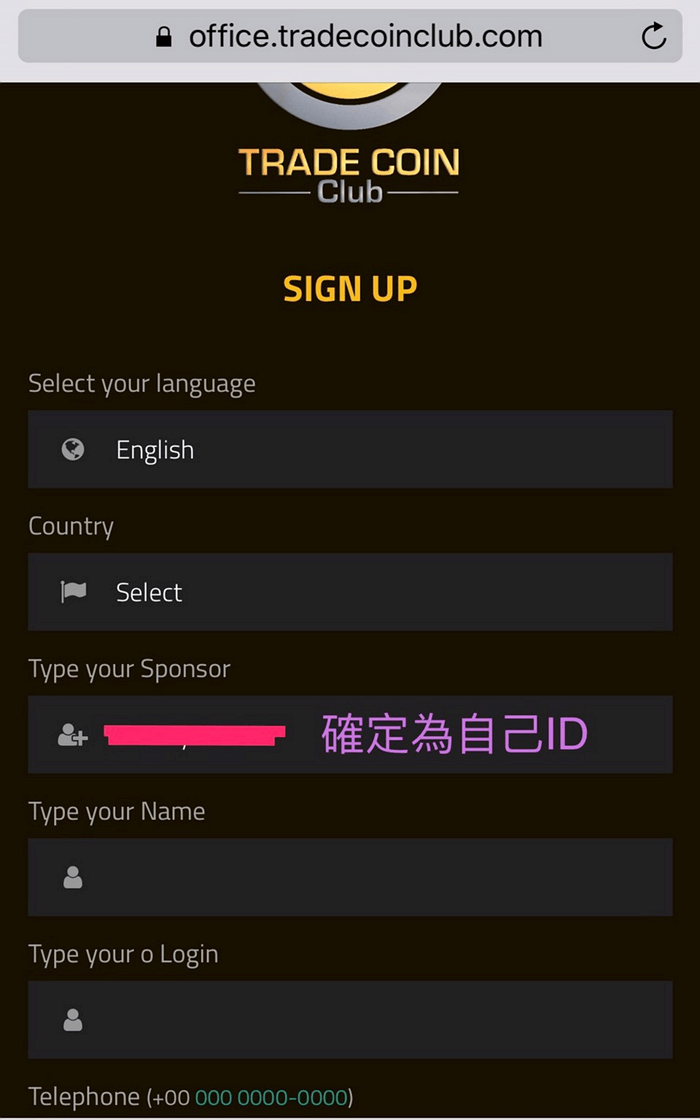 office.tradecoinclub.com
TRADE COIN
Club
SIGN UP
Select your language
English
Country
Select
Type your Sponsor
確定為自己ID
Type your Name
Type your o Login
Telephone (+00 000 0000-0000)